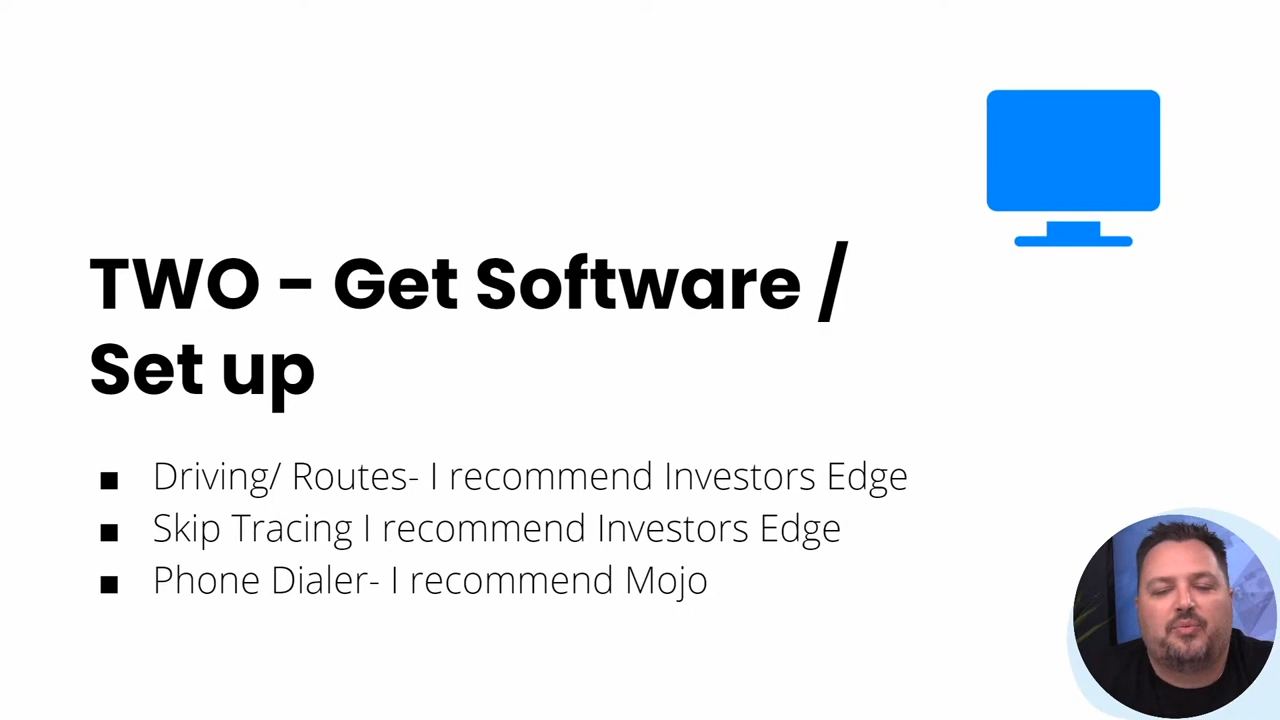 TWO - Get Software /
Set up
▪ Driving/ Routes- I recommend Investors Edge
▪ Skip Tracing I recommend Investors Edge
▪ Phone Dialer- I recommend Mojo